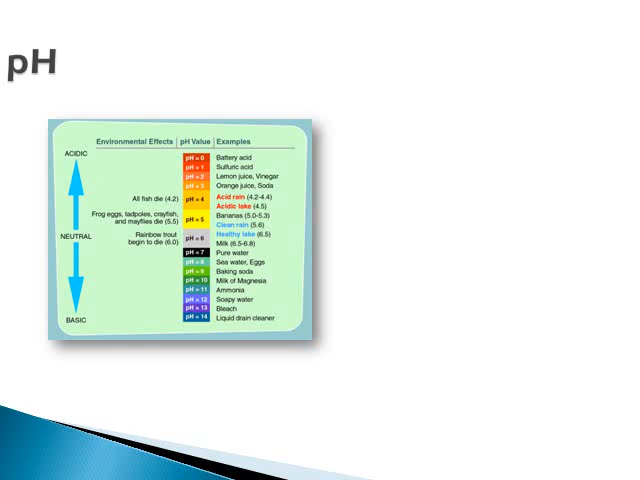 pH
Environmental Effects pH Value Examples
ACIDIC
pH = 0 Battery acid
pH = 1 Sulfuric acid
pH = 2 Lemon juice, Vinegar
pH = 3 Orange juice, Soda
All fish die (4.2) pH = 4 Acid rain (4.2-4.4)
Acidic lake (4.5)
Frog eggs, tadpoles, crayfish, pH = 5 Bananas (5.0-5.3)
and mayflies die (5.5) Clean rain (5.6)
NEUTRAL
Rainbow trout pH = 6 Healthy lake (6.5)
begin to die (6.0) Milk (6.5-6.8)
pH = 7 Pure water
pH = 8 Sea water, Eggs
pH = 9 Baking soda
pH = 10 Milk of Magnesia
pH = 11 Ammonia
pH = 12 Soapy water
pH = 13 Bleach
pH = 14 Liquid drain cleaner
BASIC